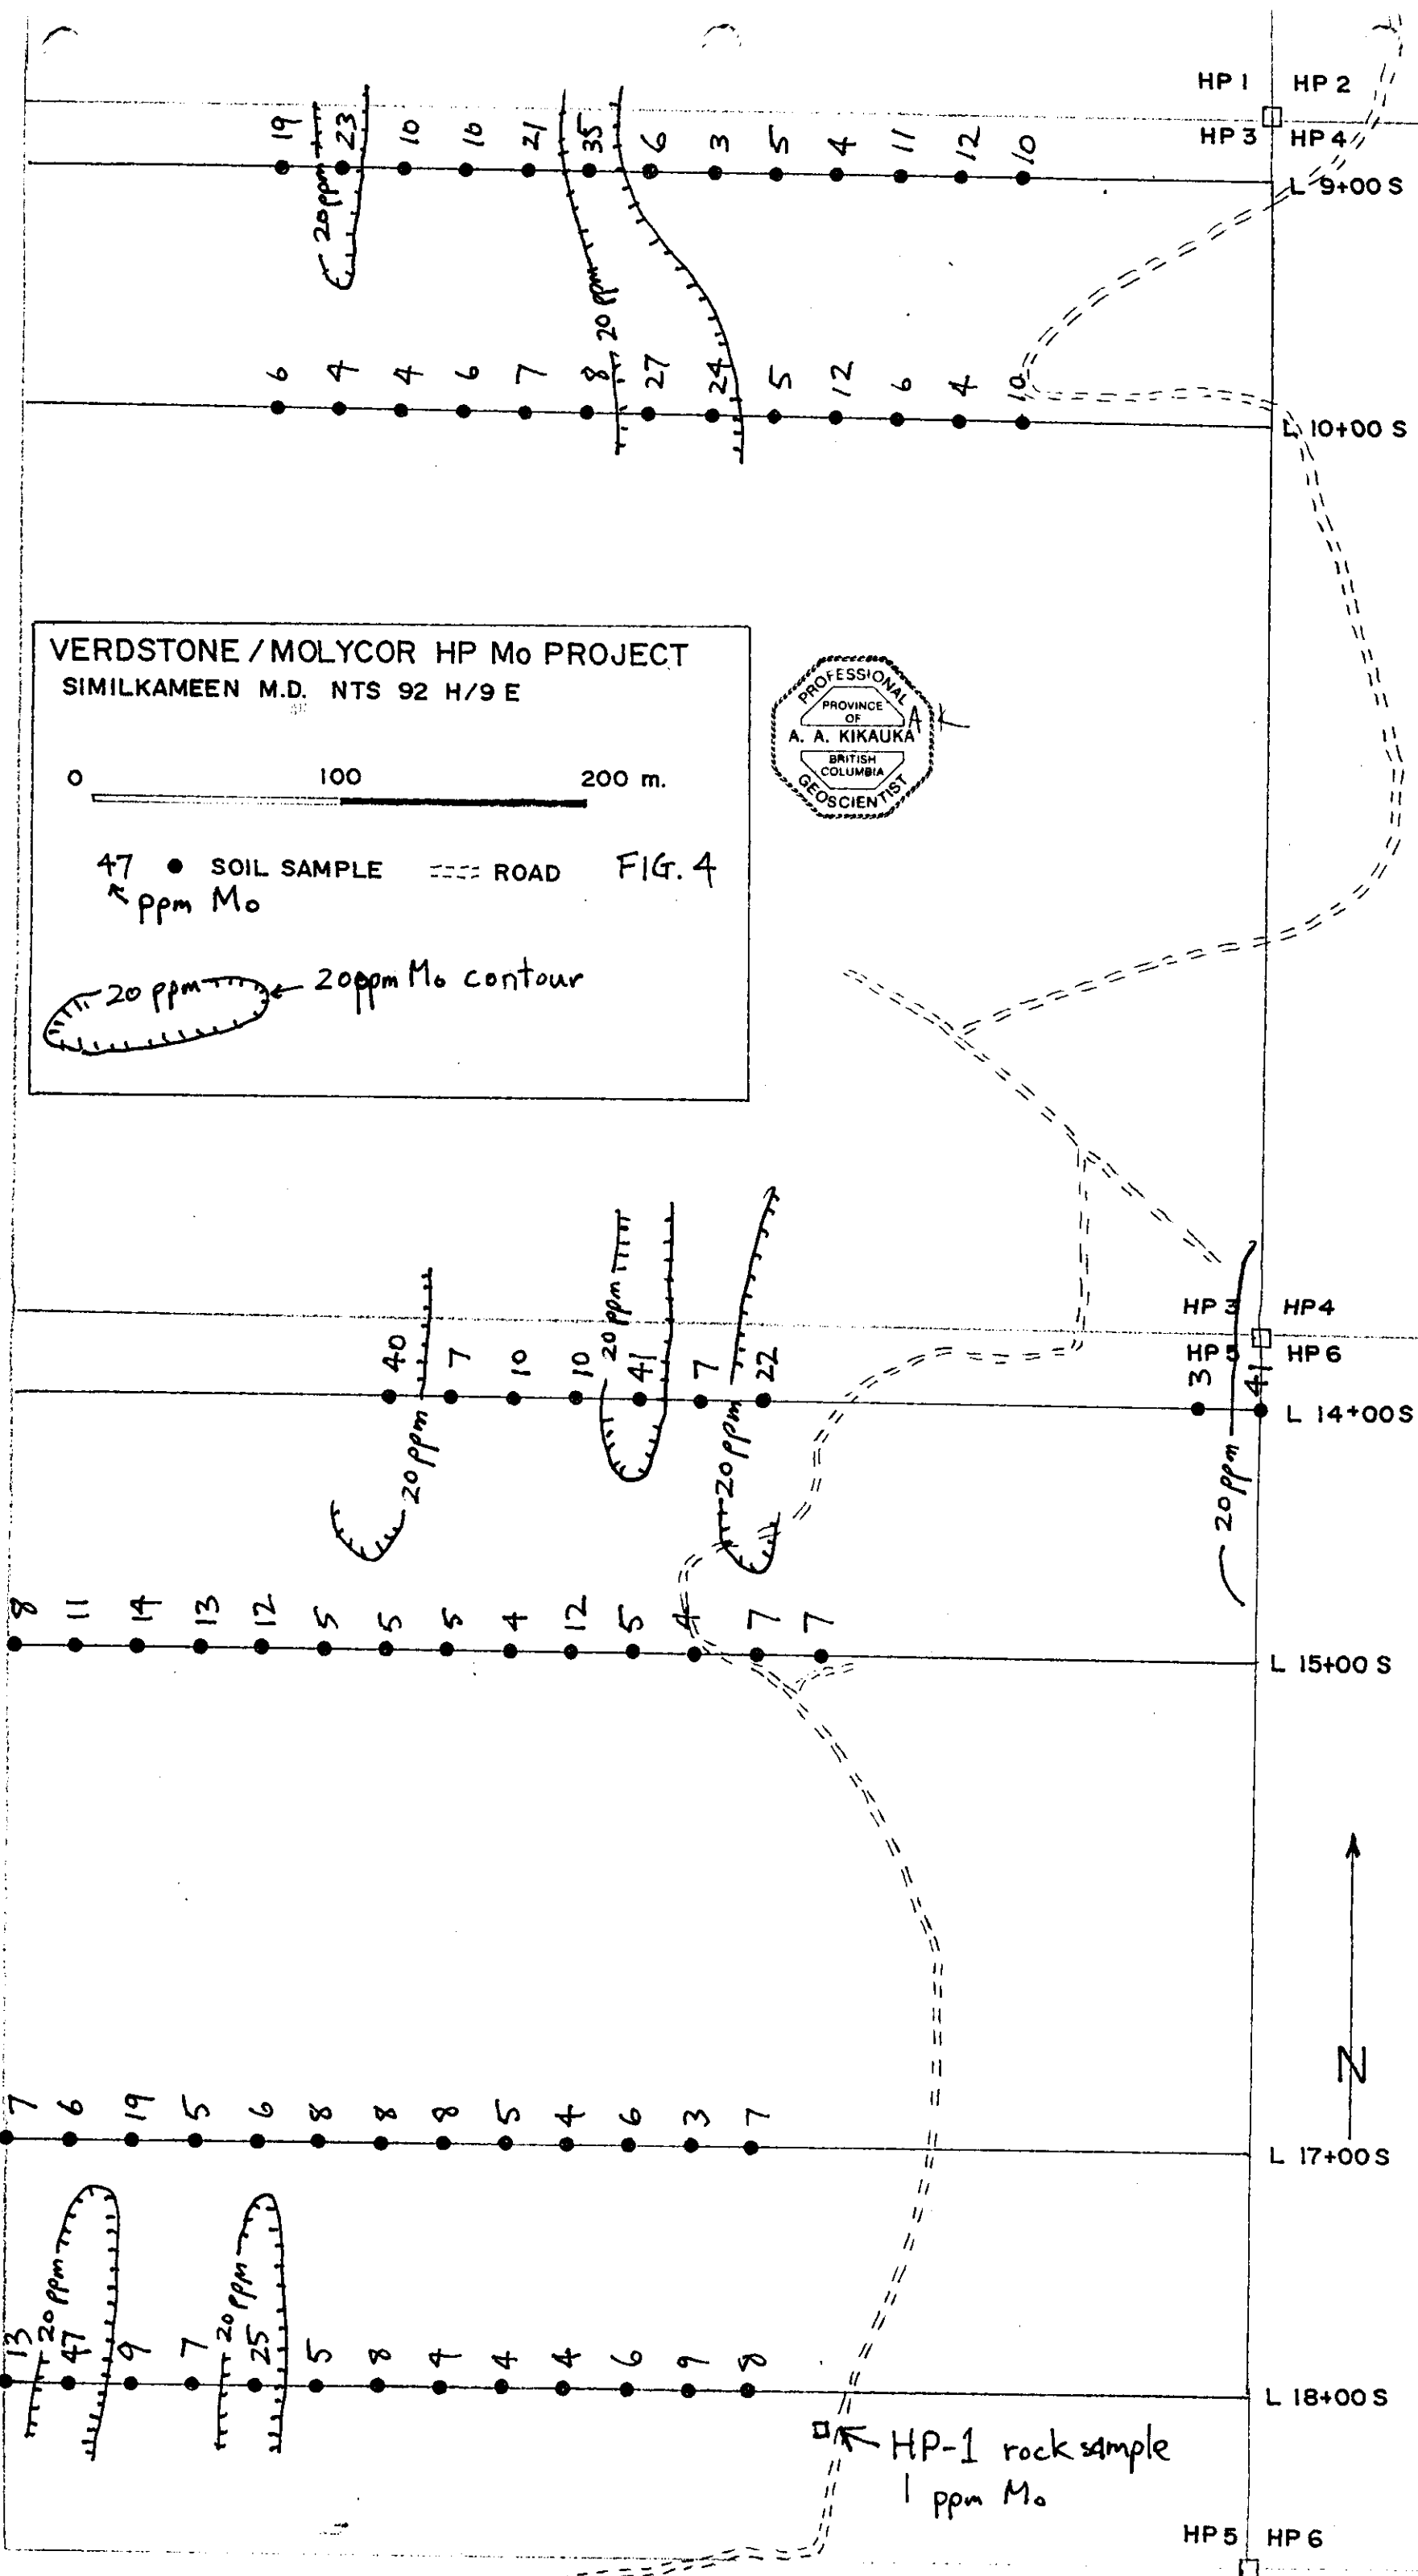 HP 1 HP 2
HP 3 HP 4
19 23 10 10 21 35 6 3 5 4 11 12 10
L 9+00 S
20 ppm
20 ppm
6 4 4 6 7 8 27 24 5 12 6 4 10
L 10+00 S
VERDSTONE / MOLYCOR HP Mo PROJECT
SIMILKAMEEN M.D. NTS 92 H/9 E
0 100 200 m.
47 ● SOIL SAMPLE ROAD FIG. 4
ppm Mo
20 ppm 20ppm Mo contour
PROFESSIONAL
PROVINCE
OF
A. A. KIKAUKA
BRITISH
COLUMBIA
GEOSCIENTIST
AK
HP 3 HP4
HP 5 HP 6
20 ppm
40 7 10 10 41 7 22 3 41
L 14+00 S
20 ppm
20 ppm
20 ppm
8 11 14 13 12 5 5 5 4 12 5 4 7 7
L 15+00 S
N
7 6 19 5 6 8 8 8 5 4 6 3 7
L 17+00 S
20 ppm
20 ppm
13 47 9 7 25 5 8 4 4 4 6 9 8
L 18+00 S
HP-1 rock sample
1 ppm Mo
HP 5 HP 6